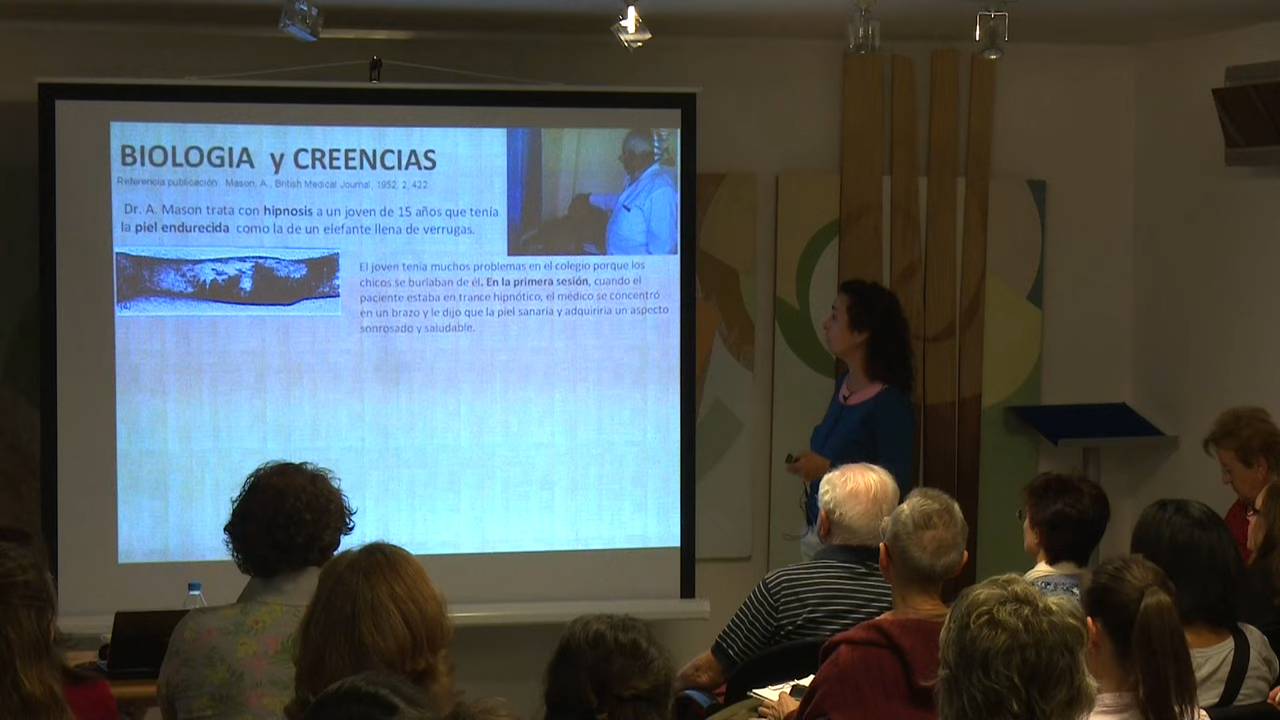 BIOLOGIA y CREENCIAS
Referencia publicación: Mason, A., British Medical Journal, 1952, 2, 422.
Dr. A. Mason trata con hipnosis a un joven de 15 años que tenía
la piel endurecida como la de un elefante llena de verrugas.
El joven tenía muchos problemas en el colegio porque los
chicos se burlaban de él. En la primera sesión, cuando el
paciente estaba en trance hipnótico, el médico se concentró
en un brazo y le dijo que la piel sanaría y adquiriría un aspecto
sonrosado y saludable.
(a)